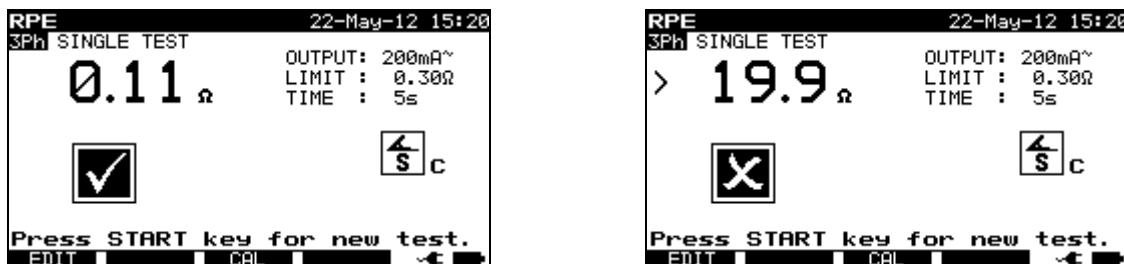 RPE 22-May-12 15:20
3Ph SINGLE TEST
0.11 Ω
OUTPUT: 200mA~
LIMIT : 0.30Ω
TIME : 5s
S C
Press START key for new test.
EDIT CAL
RPE 22-May-12 15:20
3Ph SINGLE TEST
> 19.9 Ω
OUTPUT: 200mA~
LIMIT : 0.30Ω
TIME : 5s
S C
Press START key for new test.
EDIT CAL